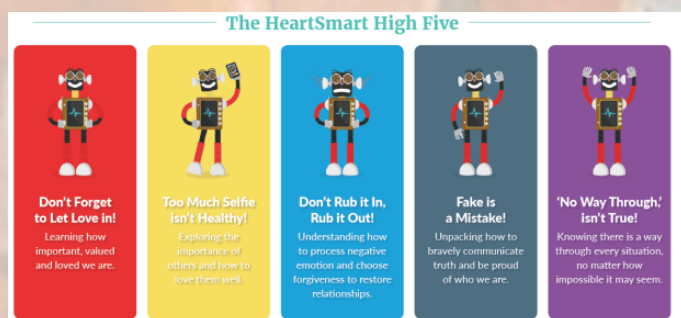 The HeartSmart High Five
Don't Forget
to Let Love in!
Learning how
important, valued
and loved we are.
Too Much Selfie
isn't Healthy!
Exploring the
importance of
others and how to
love them well.
Don't Rub it In,
Rub it Out!
Understanding how
to process negative
emotion and choose
forgiveness to restore
relationships.
Fake is
a Mistake!
Unpacking how to
bravely communicate
truth and be proud
of who we are.
'No Way Through,'
isn't True!
Knowing there is a way
through every situation,
no matter how
impossible it may seem.